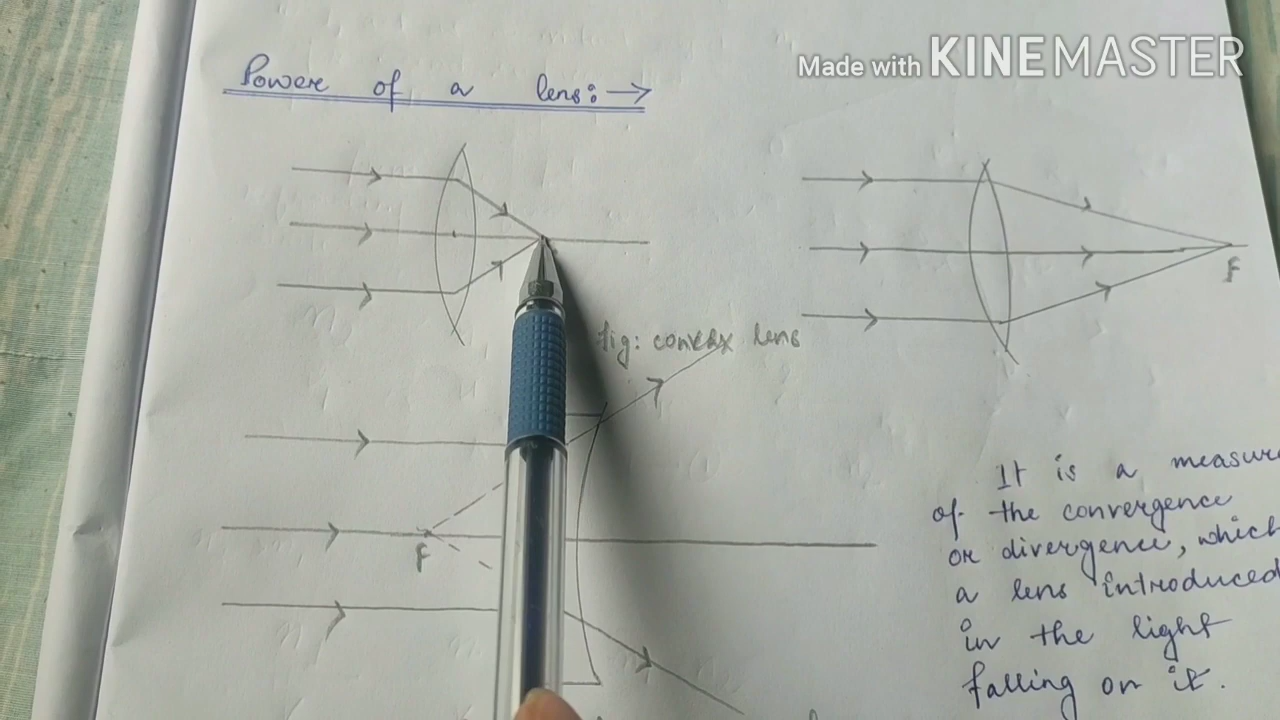 Made with KINEMASTER
Power of a lens:→
F
fig: convex lens
F
It is a measure
of the convergence
or divergence, which
a lens introduced
in the light
falling on it.